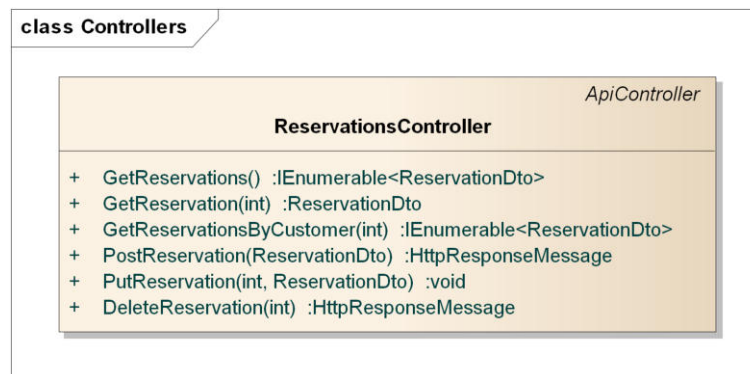 class Controllers
ApiController
ReservationsController
+ GetReservations() :IEnumerable<ReservationDto>
+ GetReservation(int) :ReservationDto
+ GetReservationsByCustomer(int) :IEnumerable<ReservationDto>
+ PostReservation(ReservationDto) :HttpResponseMessage
+ PutReservation(int, ReservationDto) :void
+ DeleteReservation(int) :HttpResponseMessage